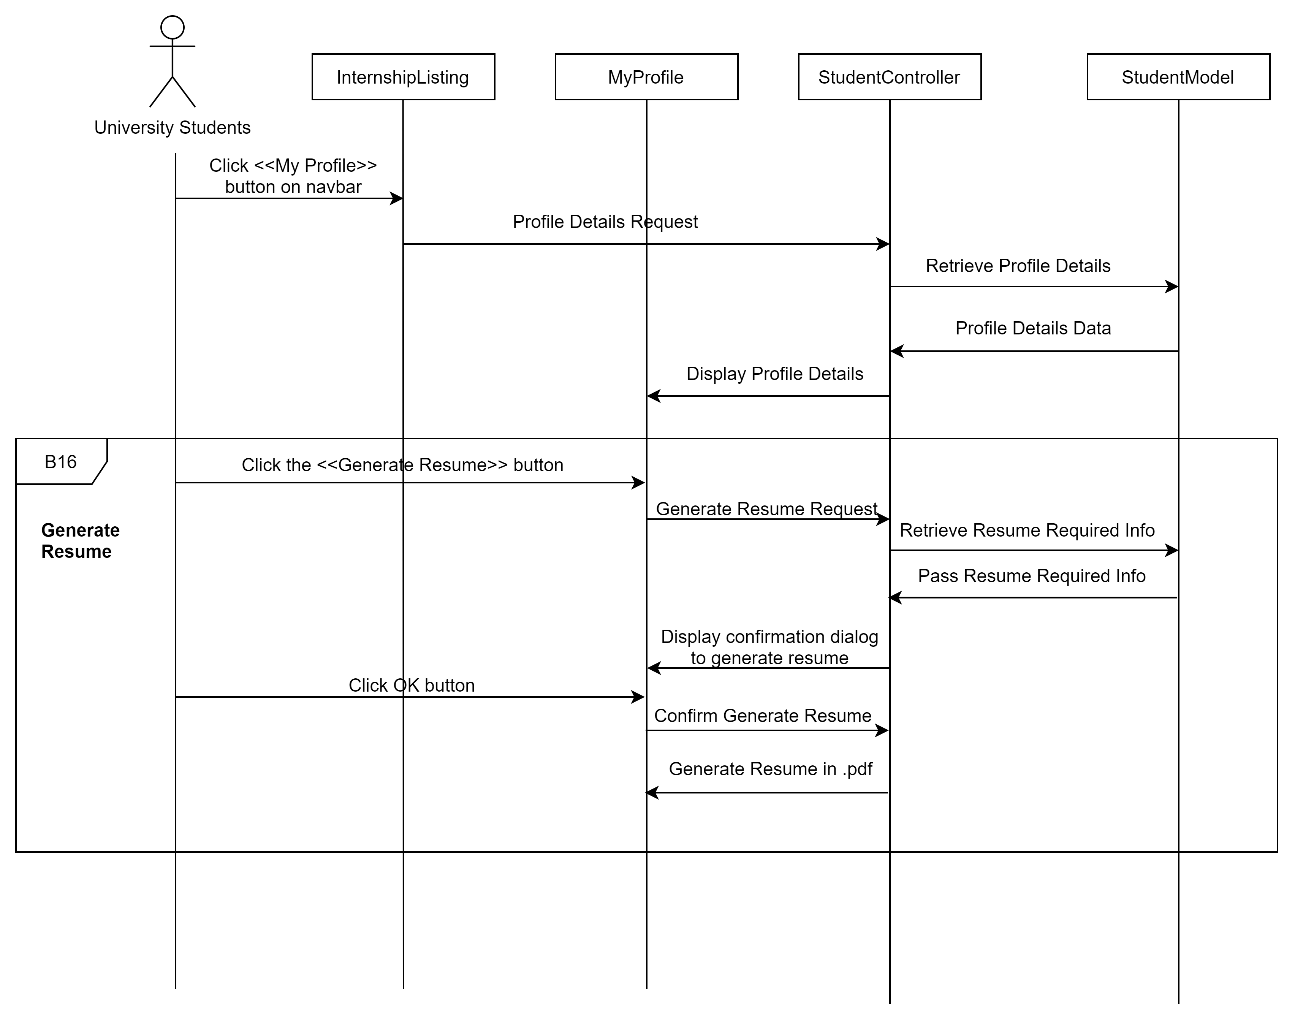 InternshipListing
MyProfile
StudentController
StudentModel
University Students
Click <<My Profile>>
button on navbar
Profile Details Request
Retrieve Profile Details
Profile Details Data
Display Profile Details
B16
Click the <<Generate Resume>> button
Generate Resume Request
Generate
Resume
Retrieve Resume Required Info
Pass Resume Required Info
Display confirmation dialog
to generate resume
Click OK button
Confirm Generate Resume
Generate Resume in .pdf